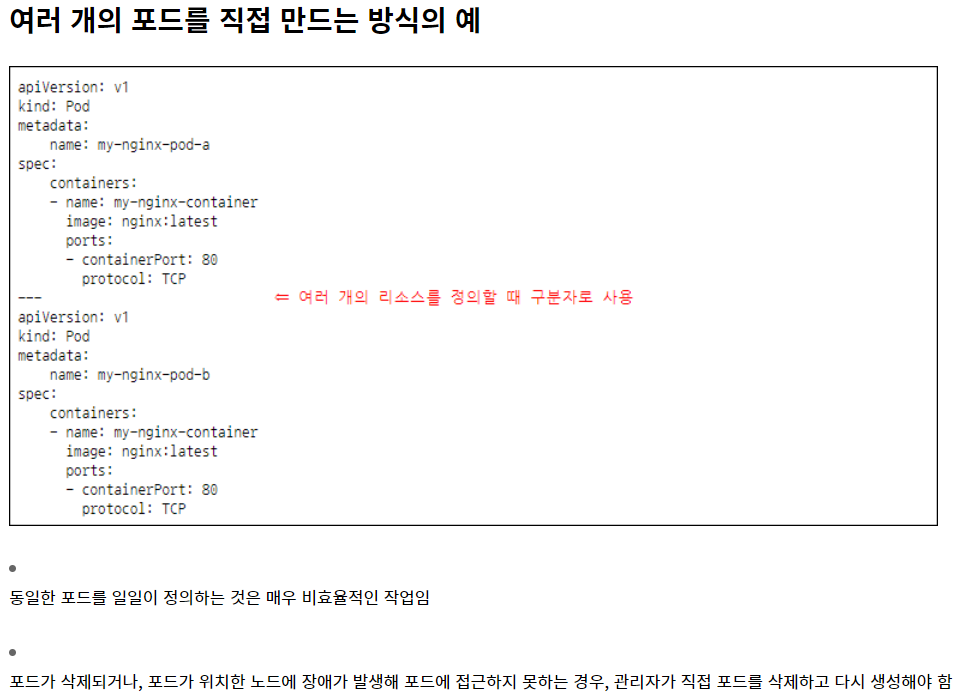 여러 개의 포드를 직접 만드는 방식의 예
apiVersion: v1
kind: Pod
metadata:
    name: my-nginx-pod-a
spec:
    containers:
    - name: my-nginx-container
      image: nginx:latest
      ports:
      - containerPort: 80
        protocol: TCP
---    ⇐ 여러 개의 리소스를 정의할 때 구분자로 사용
apiVersion: v1
kind: Pod
metadata:
    name: my-nginx-pod-b
spec:
    containers:
    - name: my-nginx-container
      image: nginx:latest
      ports:
      - containerPort: 80
        protocol: TCP
동일한 포드를 일일이 정의하는 것은 매우 비효율적인 작업임
포드가 삭제되거나, 포드가 위치한 노드에 장애가 발생해 포드에 접근하지 못하는 경우, 관리자가 직접 포드를 삭제하고 다시 생성해야 함